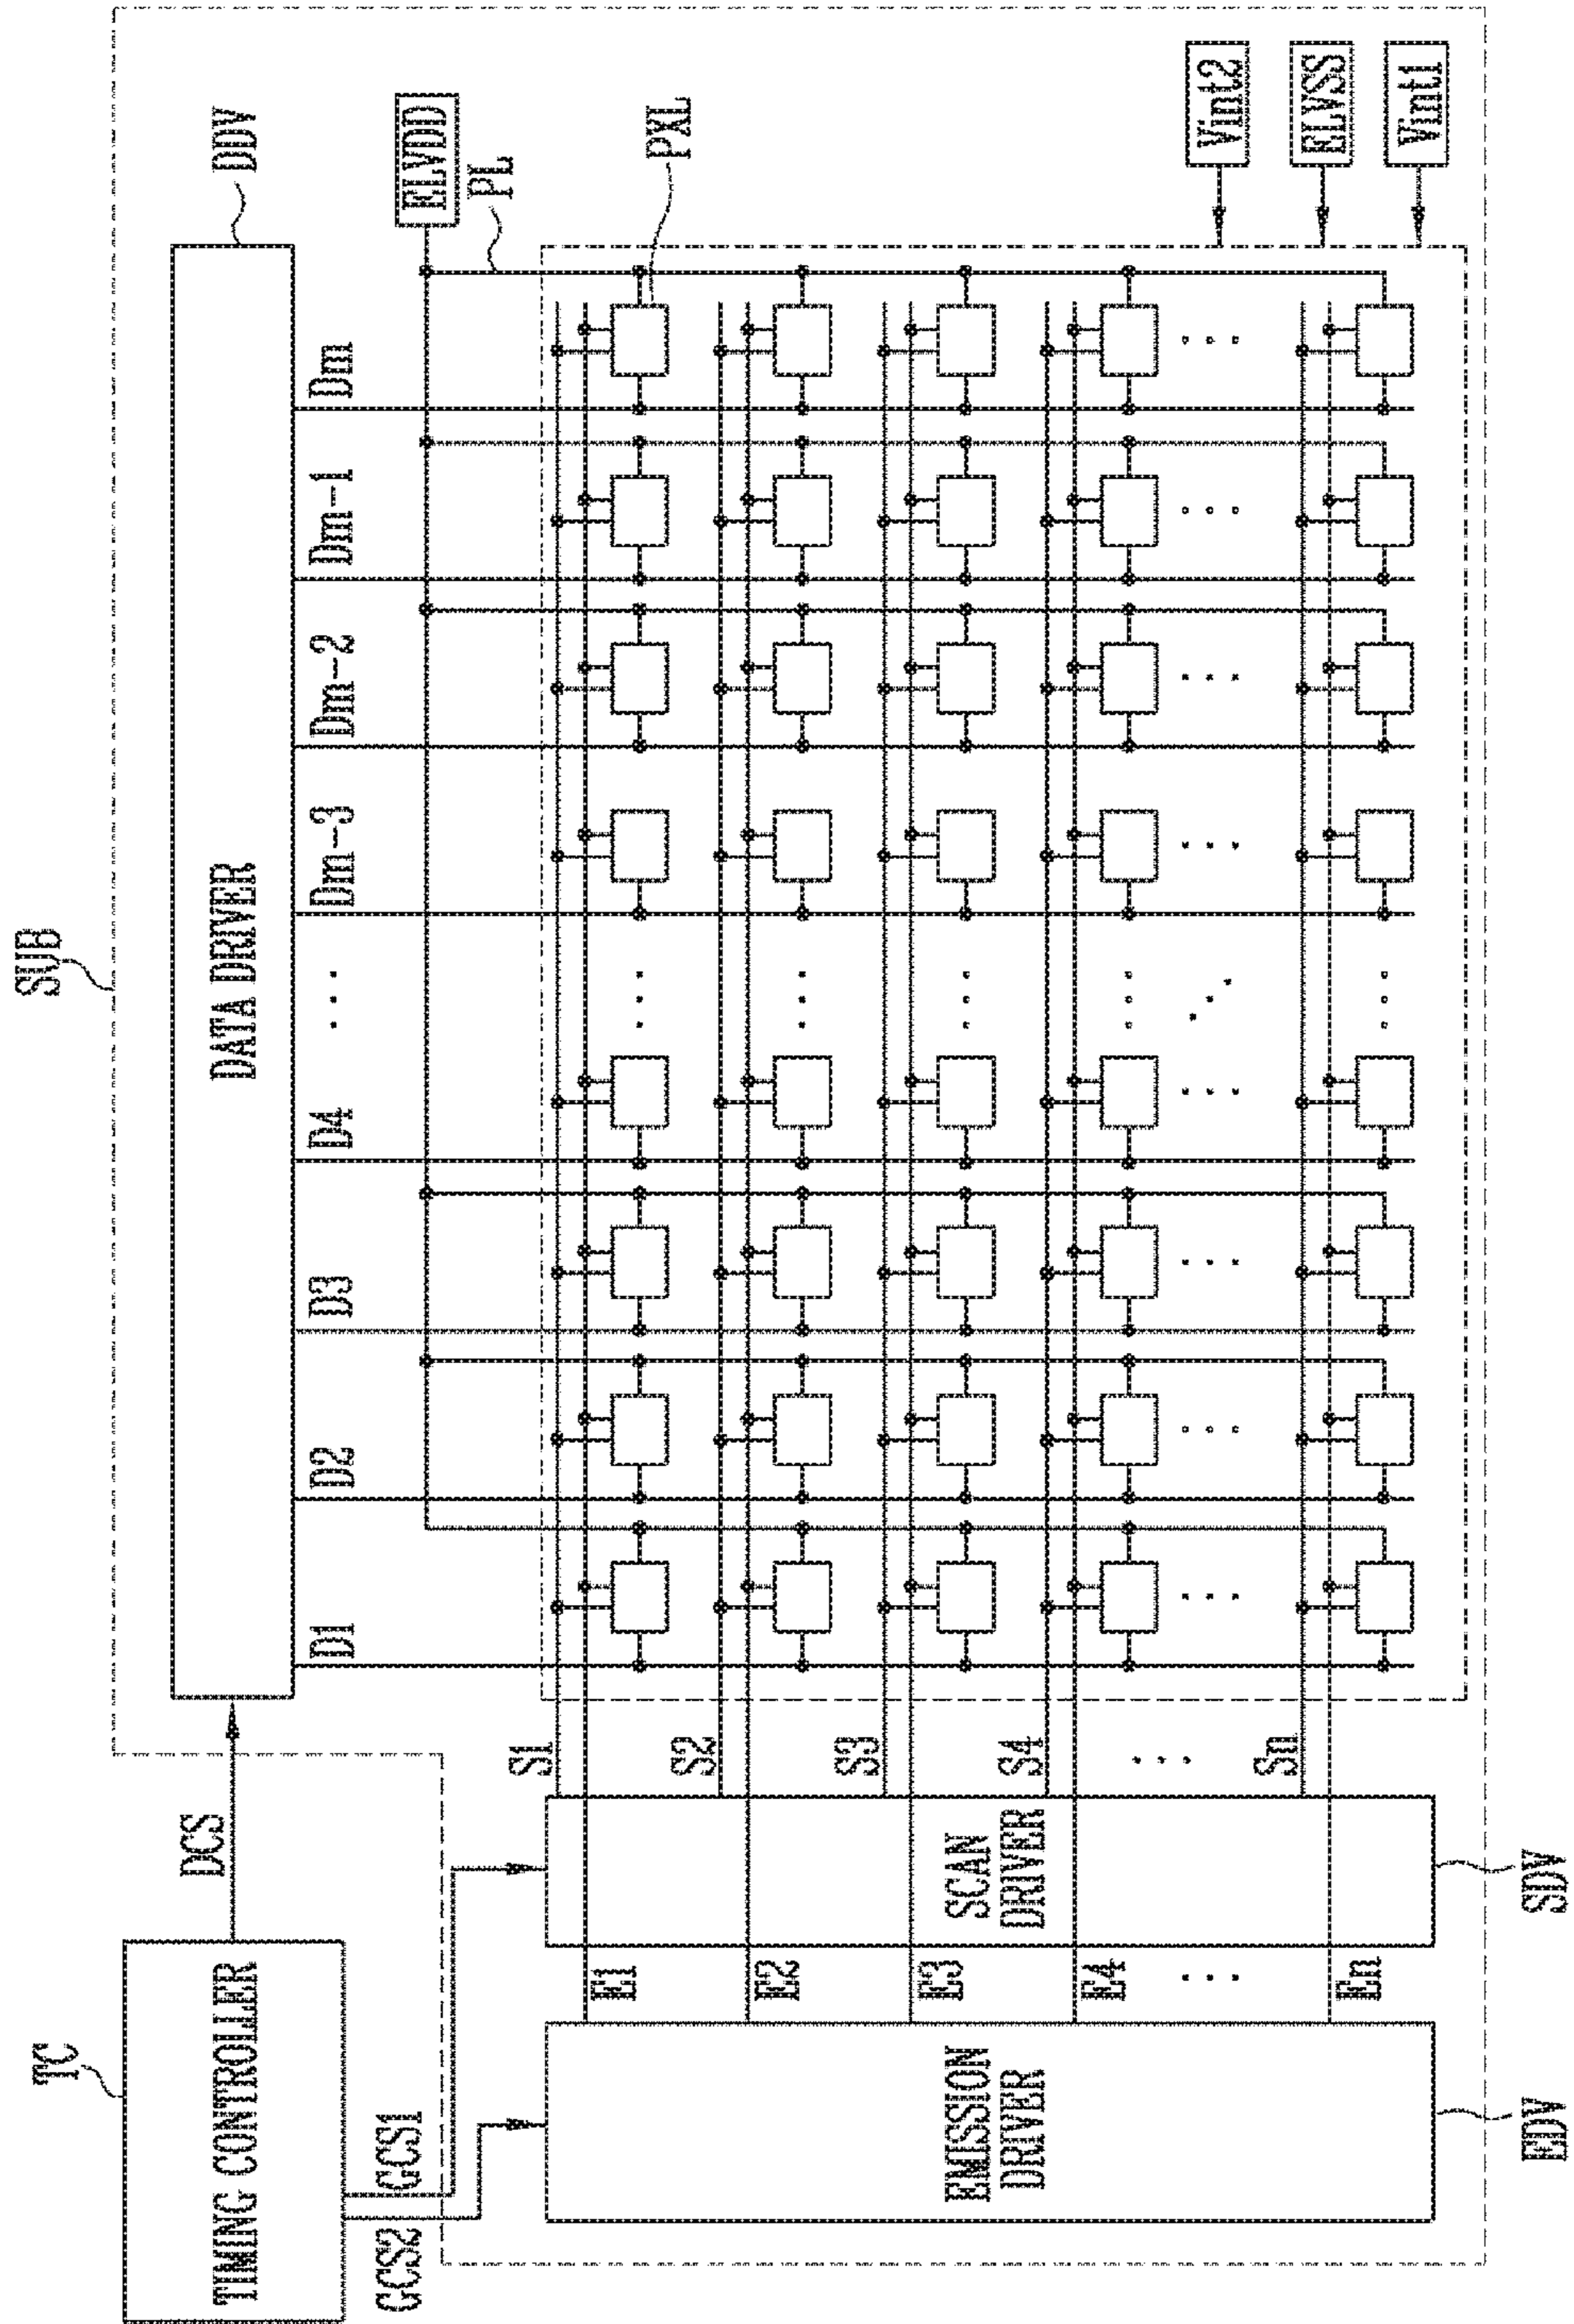 SUB
TC
TIMING CONTROLLER
DCS
DATA DRIVER
DDV
GCS2
GCS1
D1
D2
D3
D4
. . .
Dm-3
Dm-2
Dm-1
Dm
ELVDD
PL
PXL
EMISSION
DRIVER
EDV
E1
E2
E3
E4
. . .
En
SCAN
DRIVER
SDV
S1
S2
S3
S4
. . .
Sn
Vint2
ELVSS
Vint1